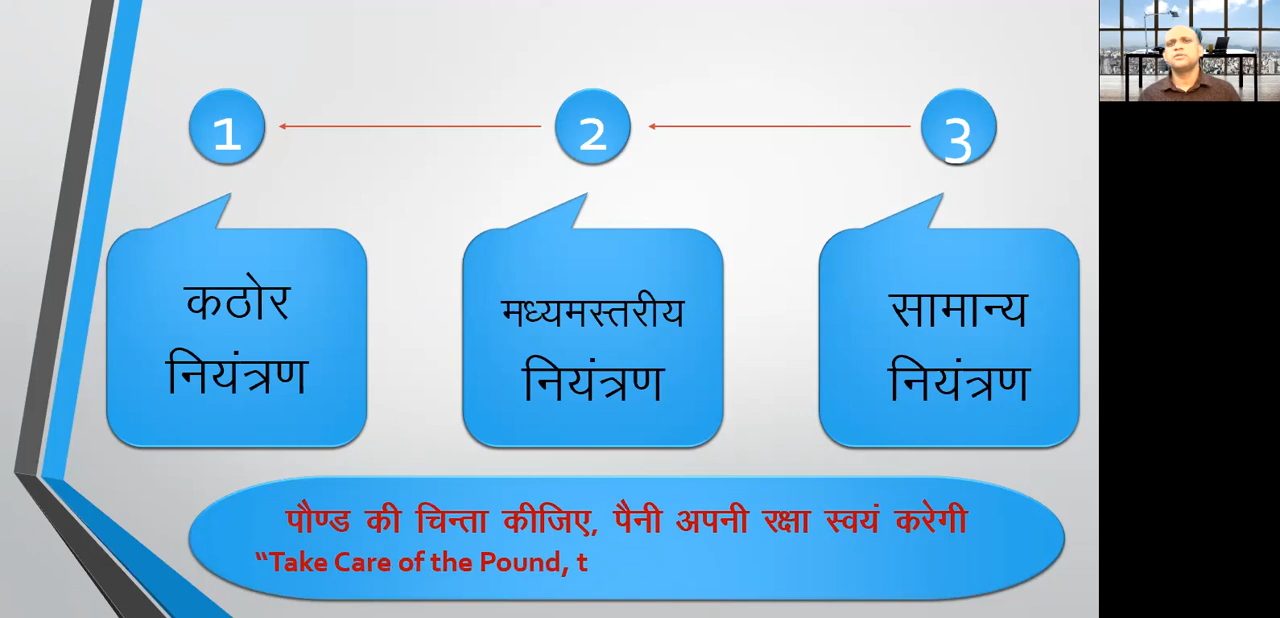 1
2
3
कठोर
नियंत्रण
मध्यमस्तरीय
नियंत्रण
सामान्य
नियंत्रण
पौण्ड की चिन्ता कीजिए, पैनी अपनी रक्षा स्वयं करेगी
“Take Care of the Pound, t